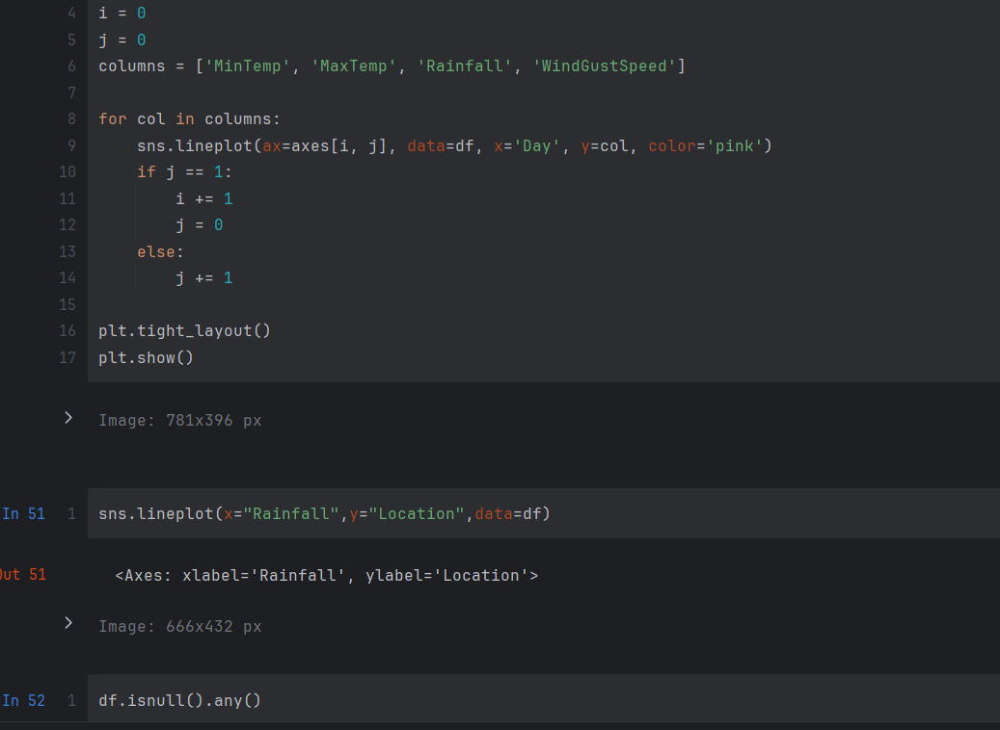 4 i = 0
5 j = 0
6 columns = ['MinTemp', 'MaxTemp', 'Rainfall', 'WindGustSpeed']
7
8 for col in columns:
9     sns.lineplot(ax=axes[i, j], data=df, x='Day', y=col, color='pink')
10     if j == 1:
11         i += 1
12         j = 0
13     else:
14         j += 1
15
16 plt.tight_layout()
17 plt.show()
Image: 781x396 px
In 51 1 sns.lineplot(x="Rainfall",y="Location",data=df)
Out 51 <Axes: xlabel='Rainfall', ylabel='Location'>
Image: 666x432 px
In 52 1 df.isnull().any()